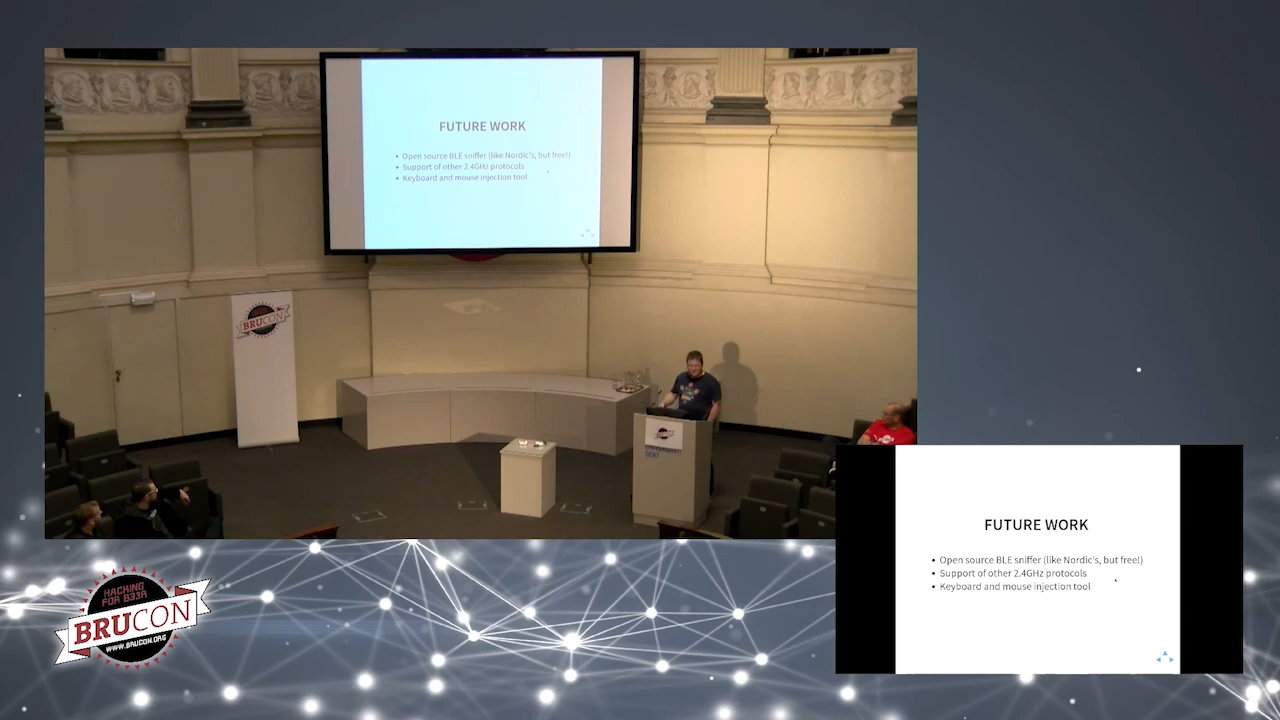 FUTURE WORK
• Open source BLE sniffer (like Nordic's, but free!)
• Support of other 2.4GHz protocols
• Keyboard and mouse injection tool
BRUCON
UNIVERSITEIT
GENT
FUTURE WORK
• Open source BLE sniffer (like Nordic's, but free!)
• Support of other 2.4GHz protocols
• Keyboard and mouse injection tool
HACKING
FOR B33R
BRUCON
WWW.BRUCON.ORG